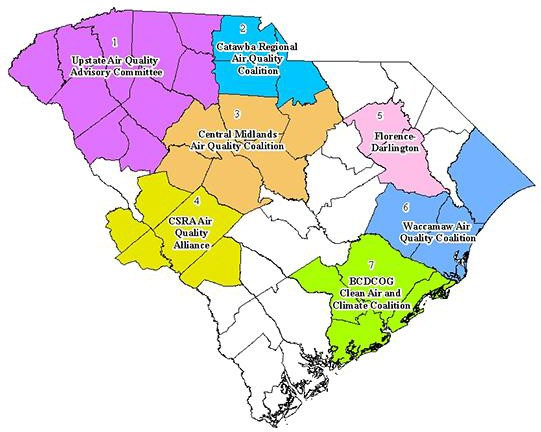 1
Upstate Air Quality
Advisory Committee
2
Catawba Regional
Air Quality
Coalition
3
Central Midlands
Air Quality Coalition
4
CSRA Air
Quality
Alliance
5
Florence-
Darlington
6
Waccamaw Air
Quality Coalition
7
BCDCOG
Clean Air and
Climate Coalition